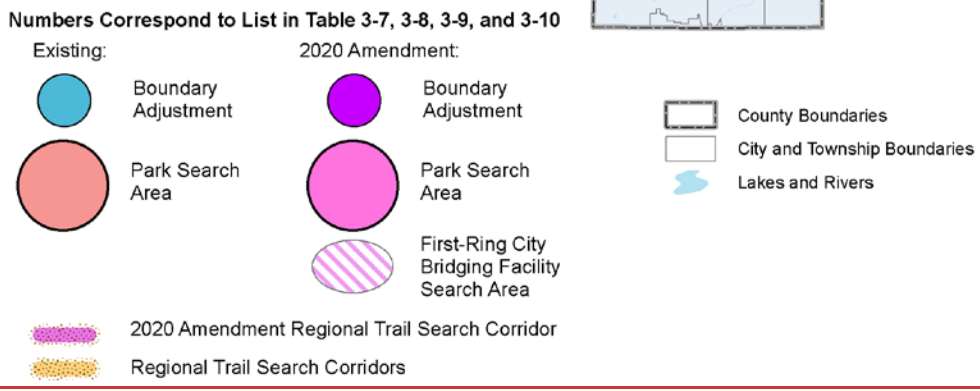 Numbers Correspond to List in Table 3-7, 3-8, 3-9, and 3-10
Existing:
Boundary
Adjustment
Park Search
Area
2020 Amendment:
Boundary
Adjustment
Park Search
Area
First-Ring City
Bridging Facility
Search Area
2020 Amendment Regional Trail Search Corridor
Regional Trail Search Corridors
County Boundaries
City and Township Boundaries
Lakes and Rivers